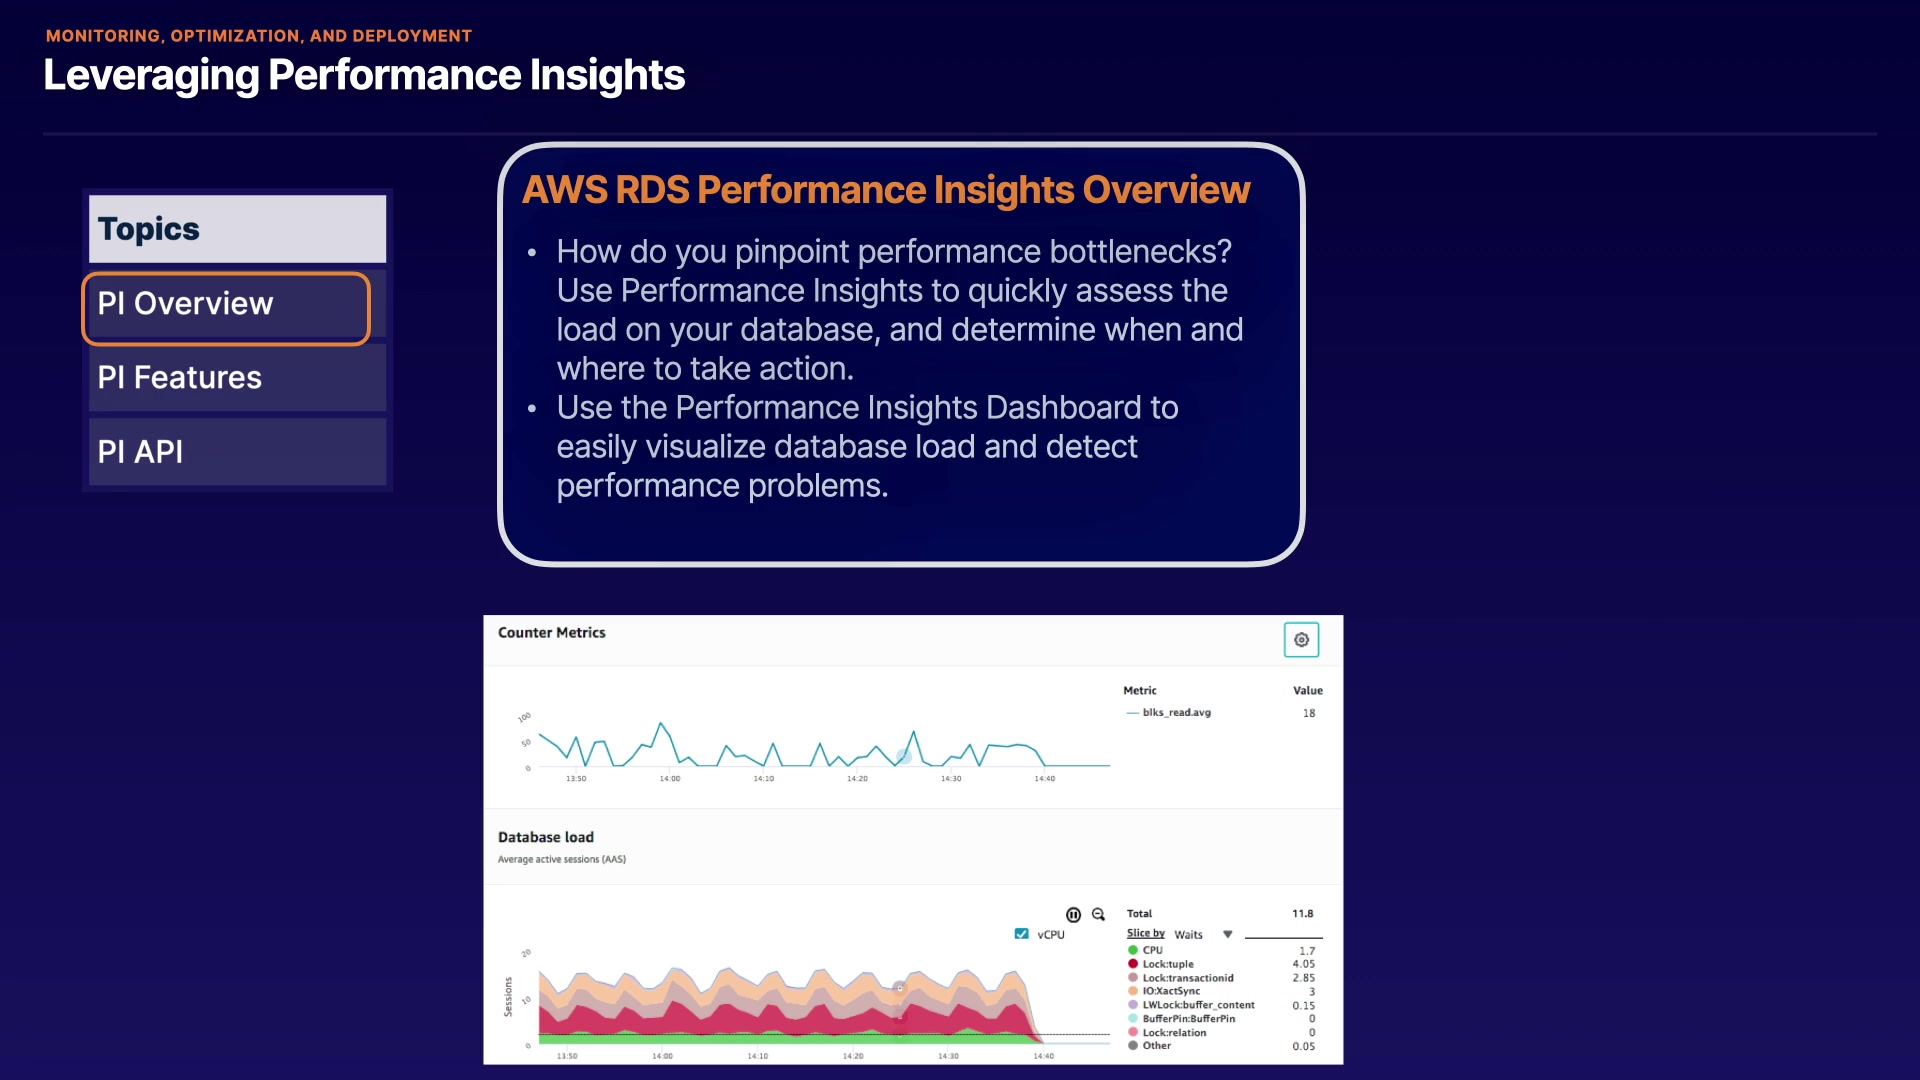 MONITORING, OPTIMIZATION, AND DEPLOYMENT
Leveraging Performance Insights
Topics
PI Overview
PI Features
PI API
AWS RDS Performance Insights Overview
• How do you pinpoint performance bottlenecks?
Use Performance Insights to quickly assess the
load on your database, and determine when and
where to take action.
• Use the Performance Insights Dashboard to
easily visualize database load and detect
performance problems.
Counter Metrics
Metric Value
blks_read.avg 18
100
50
0
13:50 14:00 14:10 14:20 14:30 14:40
Database load
Average active sessions (AAS)
vCPU
Total 11.8
Slice by Waits
CPU 1.7
Lock:tuple 4.05
Lock:transactionid 2.85
IO:XactSync 3
LWLock:buffer_content 0.15
BufferPin:BufferPin 0
Lock:relation 0
Other 0.05
Sessions
20
10
0
13:50 14:00 14:10 14:20 14:30 14:40